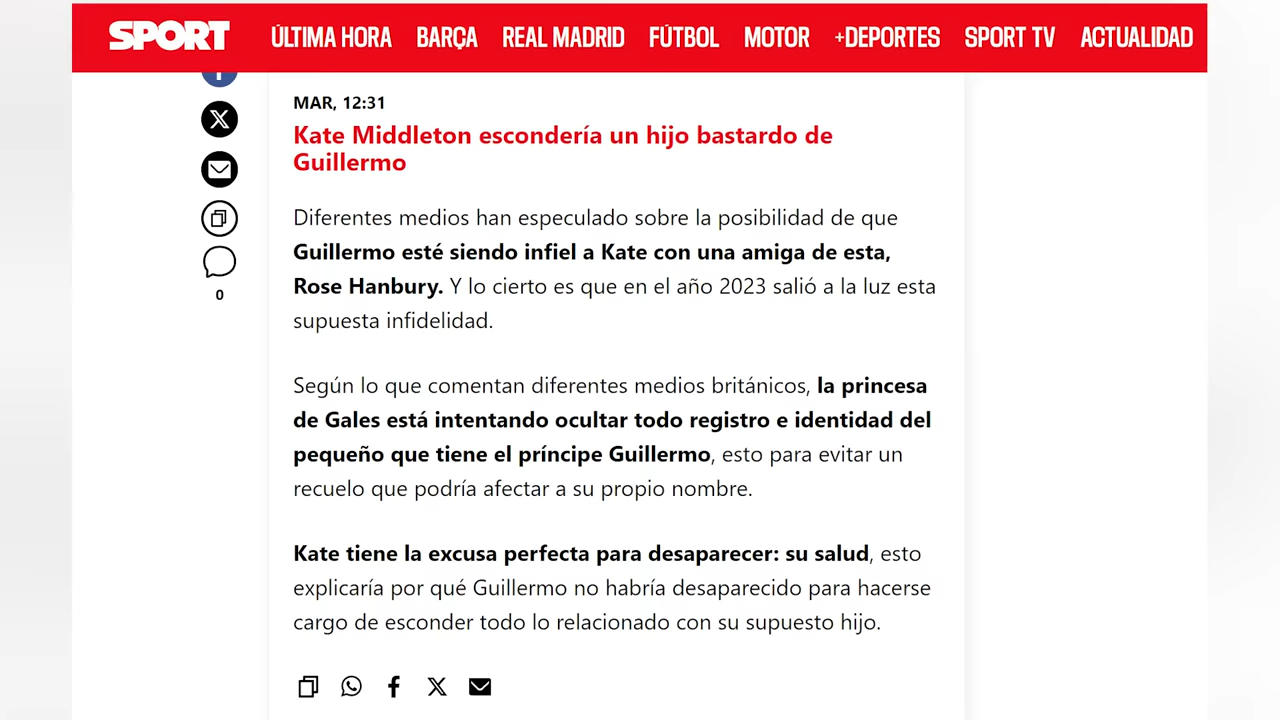 SPORT ÚLTIMA HORA BARÇA REAL MADRID FÚTBOL MOTOR +DEPORTES SPORT TV ACTUALIDAD
MAR, 12:31
Kate Middleton escondería un hijo bastardo de
Guillermo
Diferentes medios han especulado sobre la posibilidad de que
Guillermo esté siendo infiel a Kate con una amiga de esta,
Rose Hanbury. Y lo cierto es que en el año 2023 salió a la luz esta
supuesta infidelidad.
0
Según lo que comentan diferentes medios británicos, la princesa
de Gales está intentando ocultar todo registro e identidad del
pequeño que tiene el príncipe Guillermo, esto para evitar un
recuelo que podría afectar a su propio nombre.
Kate tiene la excusa perfecta para desaparecer: su salud, esto
explicaría por qué Guillermo no habría desaparecido para hacerse
cargo de esconder todo lo relacionado con su supuesto hijo.